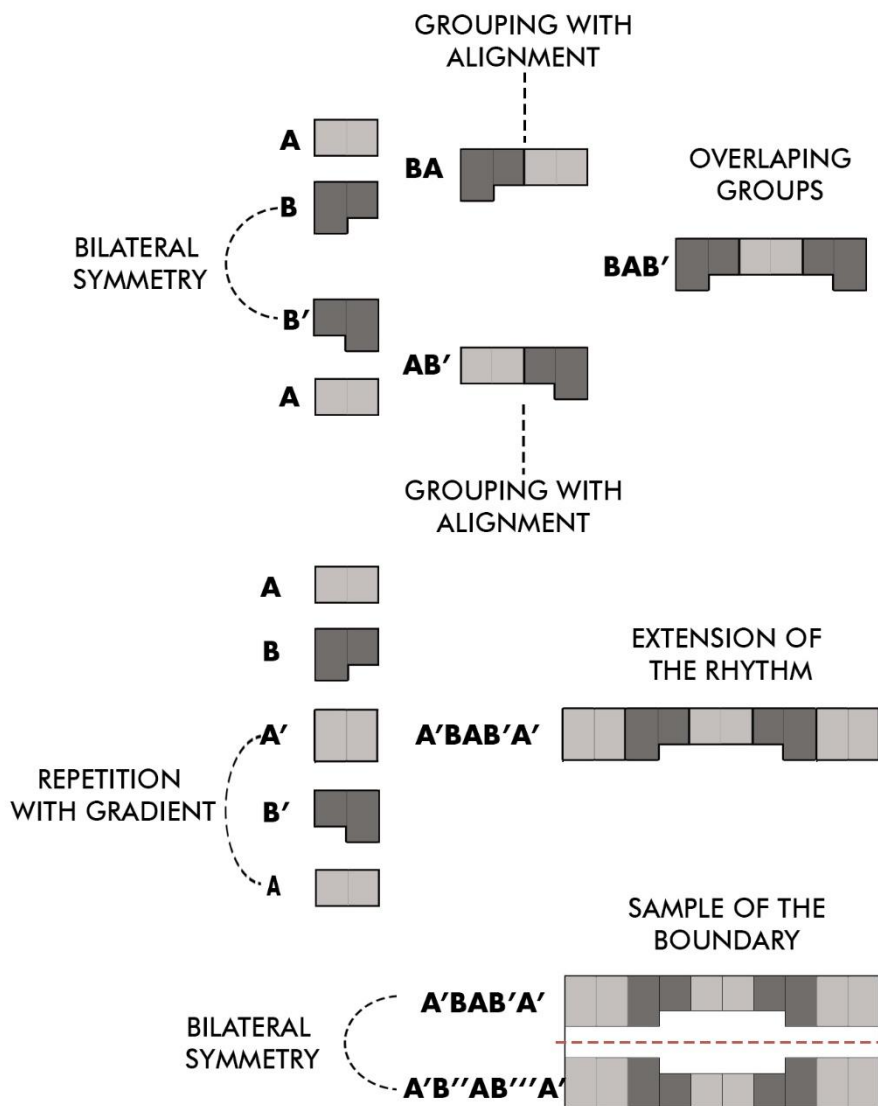 GROUPING WITH
ALIGNMENT
A
BA
OVERLAPING
GROUPS
B
BILATERAL
SYMMETRY
BAB′
B′
AB′
A
GROUPING WITH
ALIGNMENT
A
B
EXTENSION OF
THE RHYTHM
A′
A′BAB′A′
REPETITION
WITH GRADIENT
B′
A
SAMPLE OF THE
BOUNDARY
A′BAB′A′
BILATERAL
SYMMETRY
A′B′′AB′′′A′